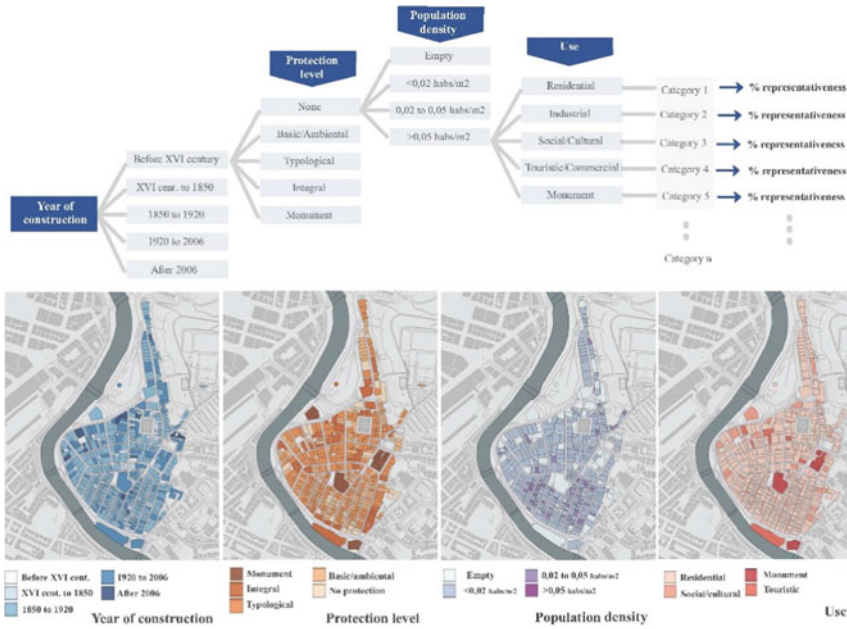 Population
density
Empty
<0,02 habs/m2
0,02 to 0,05 habs/m2
>0,05 habs/m2
Protection
level
None
Basic/Ambiental
Typological
Integral
Monument
Use
Residential
Industrial
Social/Cultural
Touristic/Commercial
Monument
Category 1
Category 2
Category 3
Category 4
Category 5
Category n
% representativeness
% representativeness
% representativeness
% representativeness
% representativeness
Year of
construction
Before XVI century
XVI cent. to 1850
1850 to 1920
1920 to 2006
After 2006
Before XVI cent.
XVI cent. to 1850
1850 to 1920
1920 to 2006
After 2006
Year of construction
Monument
Integral
Typological
Basic/ambiental
No protection
Protection level
Empty
<0,02 habs/m2
0,02 to 0,05 habs/m2
>0,05 habs/m2
Population density
Residential
Social/cultural
Monument
Touristic
Use